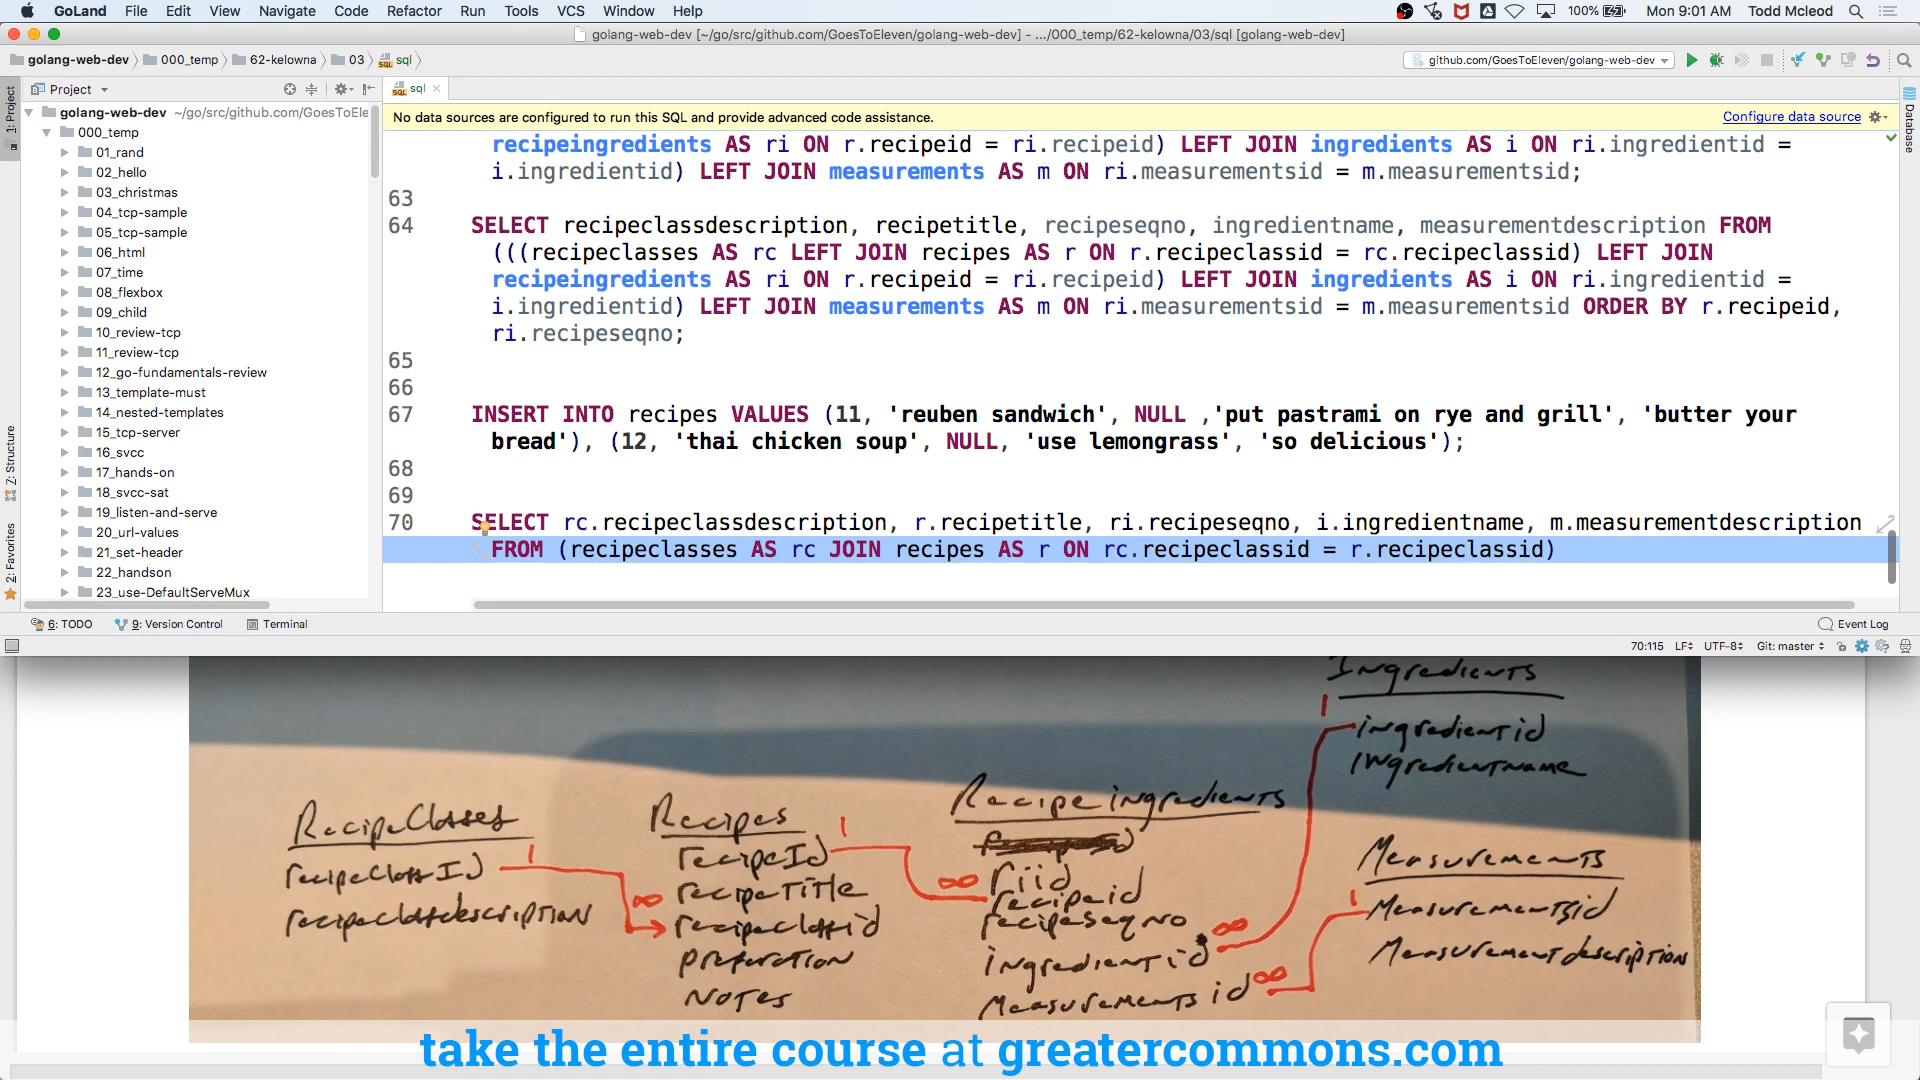 GoLand File Edit View Navigate Code Refactor Run Tools VCS Window Help 100% Mon 9:01 AM Todd Mcleod
golang-web-dev [~/go/src/github.com/GoesToEleven/golang-web-dev] - .../000_temp/62-kelowna/03/sql [golang-web-dev]
golang-web-dev 000_temp 62-kelowna 03 sql github.com/GoesToEleven/golang-web-dev
Project sql
1: Project
Database
No data sources are configured to run this SQL and provide advanced code assistance. Configure data source
golang-web-dev ~/go/src/github.com/GoesToEle
000_temp
01_rand
02_hello
03_christmas
04_tcp-sample
05_tcp-sample
06_html
07_time
08_flexbox
09_child
10_review-tcp
11_review-tcp
12_go-fundamentals-review
13_template-must
14_nested-templates
15_tcp-server
16_svcc
17_hands-on
18_svcc-sat
19_listen-and-serve
20_url-values
21_set-header
22_handson
23_use-DefaultServeMux
7: Structure
2: Favorites
recipeingredients AS ri ON r.recipeid = ri.recipeid) LEFT JOIN ingredients AS i ON ri.ingredientid =
i.ingredientid) LEFT JOIN measurements AS m ON ri.measurementsid = m.measurementsid;
63
64 SELECT recipeclassdescription, recipetitle, recipeseqno, ingredientname, measurementdescription FROM
(((recipeclasses AS rc LEFT JOIN recipes AS r ON r.recipeclassid = rc.recipeclassid) LEFT JOIN
recipeingredients AS ri ON r.recipeid = ri.recipeid) LEFT JOIN ingredients AS i ON ri.ingredientid =
i.ingredientid) LEFT JOIN measurements AS m ON ri.measurementsid = m.measurementsid ORDER BY r.recipeid,
ri.recipeseqno;
65
66
67 INSERT INTO recipes VALUES (11, 'reuben sandwich', NULL ,'put pastrami on rye and grill', 'butter your
bread'), (12, 'thai chicken soup', NULL, 'use lemongrass', 'so delicious');
68
69
70 SELECT rc.recipeclassdescription, r.recipetitle, ri.recipeseqno, i.ingredientname, m.measurementdescription
FROM (recipeclasses AS rc JOIN recipes AS r ON rc.recipeclassid = r.recipeclassid)
6: TODO 9: Version Control Terminal Event Log
70:115 LF UTF-8 Git: master
RecipeClasses
recipeClassID
recipeclassdescription
Recipes
recipeId
recipeTitle
recipeclassid
preparation
Notes
1
∞
Recipeingredients
riid
recipeid
recipeseqno
ingredientid
Measurementsid
1
∞
Ingredients
ingredientid
ingredientname
1
∞
Measurements
Measurementsid
Measurementdescription
1
∞
take the entire course at greatercommons.com